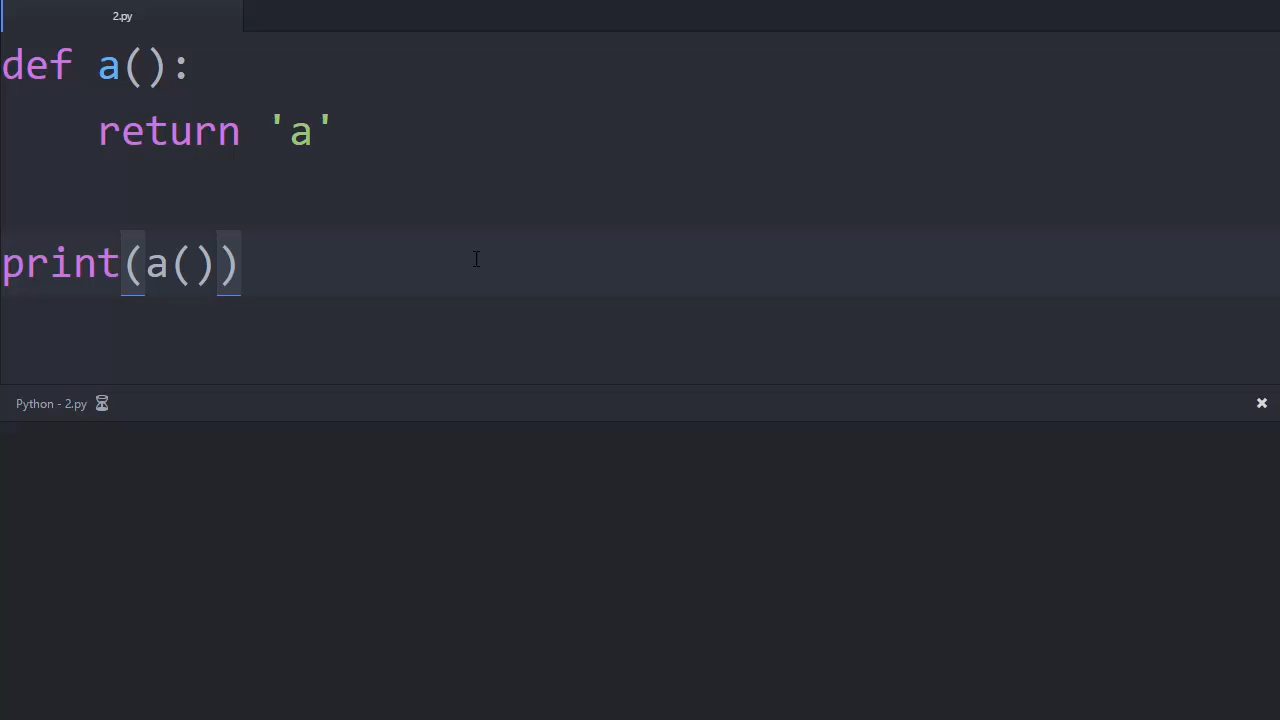 2.py
def a():
    return 'a'
print(a())
Python - 2.py